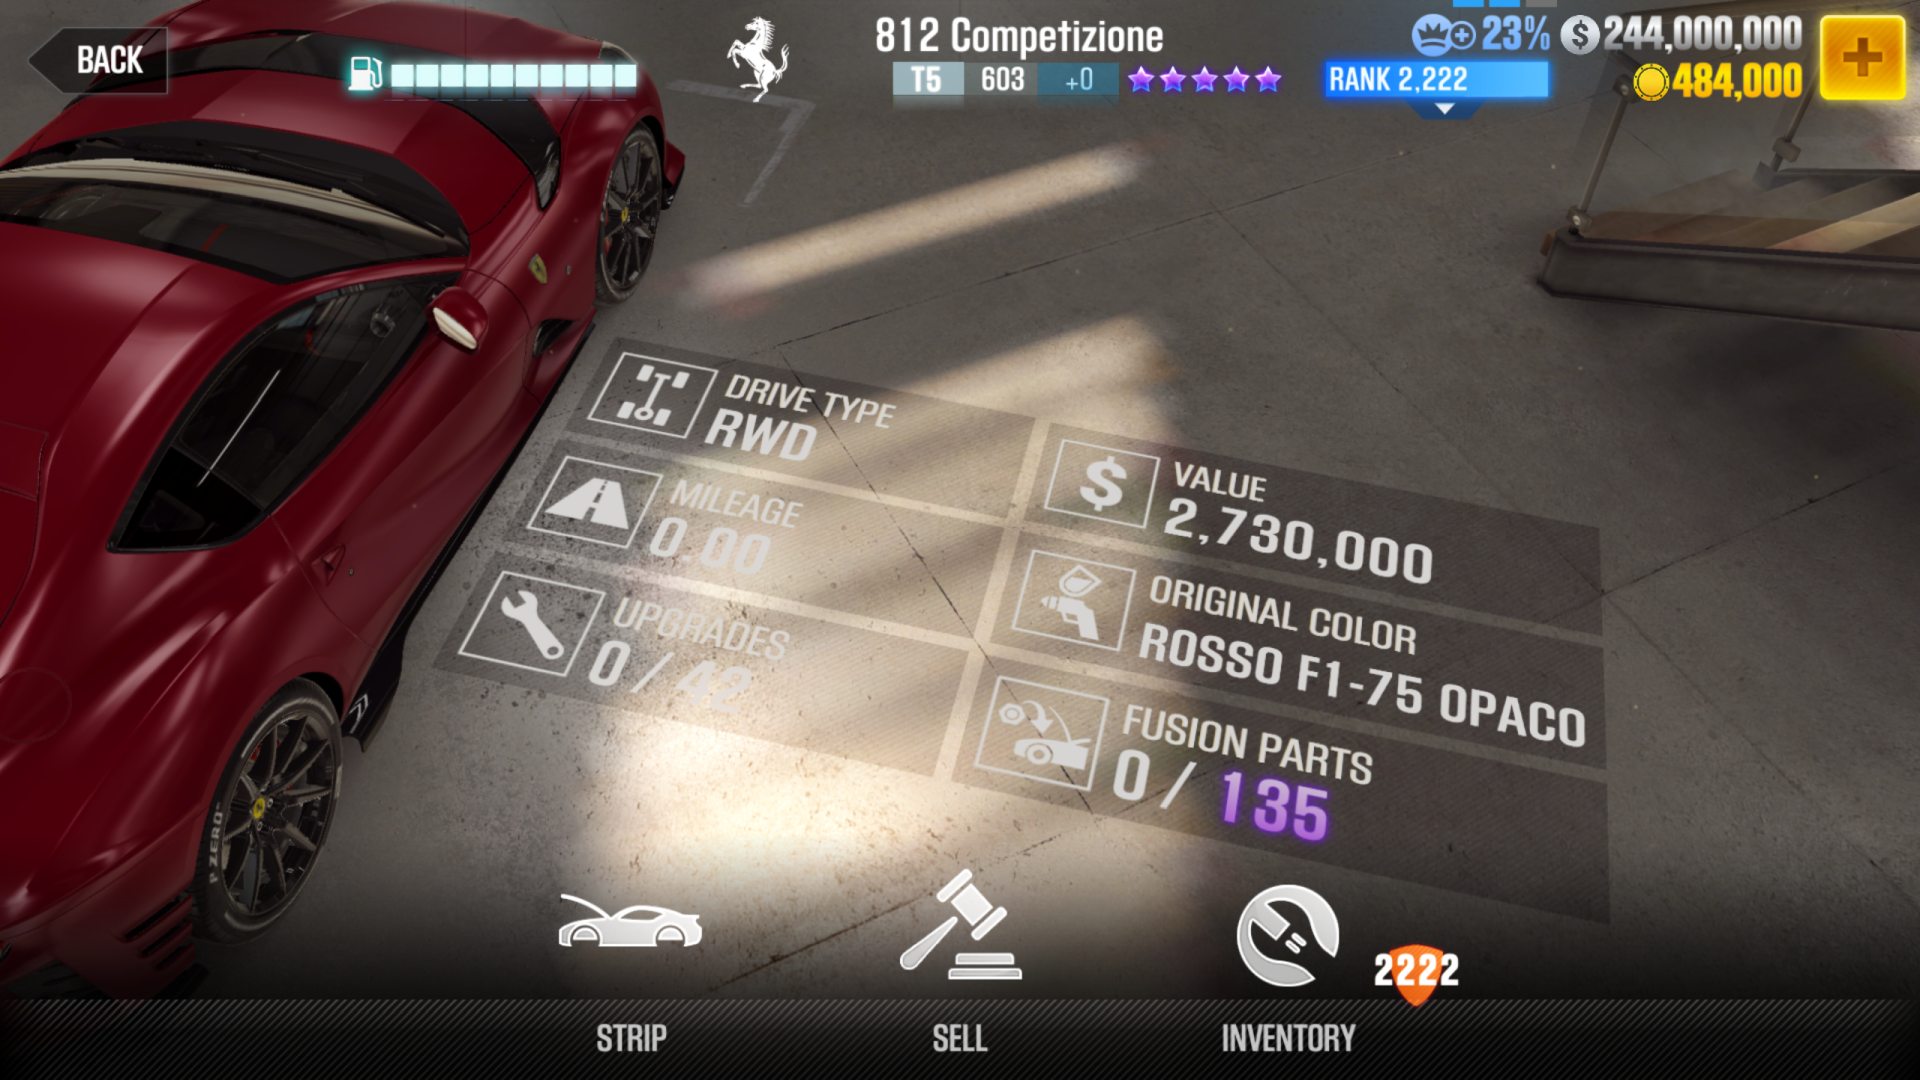 BACK
812 Competizione
T5 603 +0
23%
RANK 2,222
244,000,000
484,000
DRIVE TYPE
RWD
MILEAGE
0.00
UPGRADES
0 / 42
VALUE
2,730,000
ORIGINAL COLOR
ROSSO F1-75 OPACO
FUSION PARTS
0 / 135
P ZERO
STRIP
SELL
INVENTORY
2222